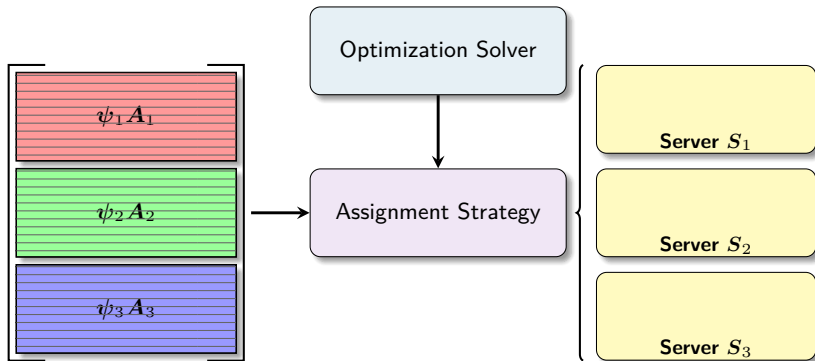 Optimization Solver
ψ₁A₁
Server S₁
ψ₂A₂
Assignment Strategy
Server S₂
ψ₃A₃
Server S₃